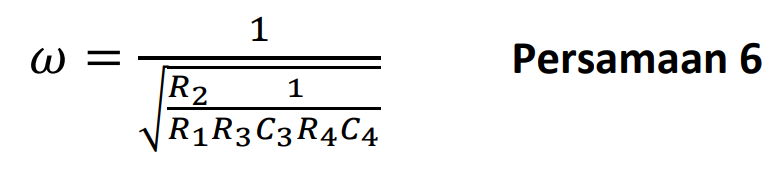 ω = 1 / √(R₂ 1 / R₁R₃C₃R₄C₄) Persamaan 6